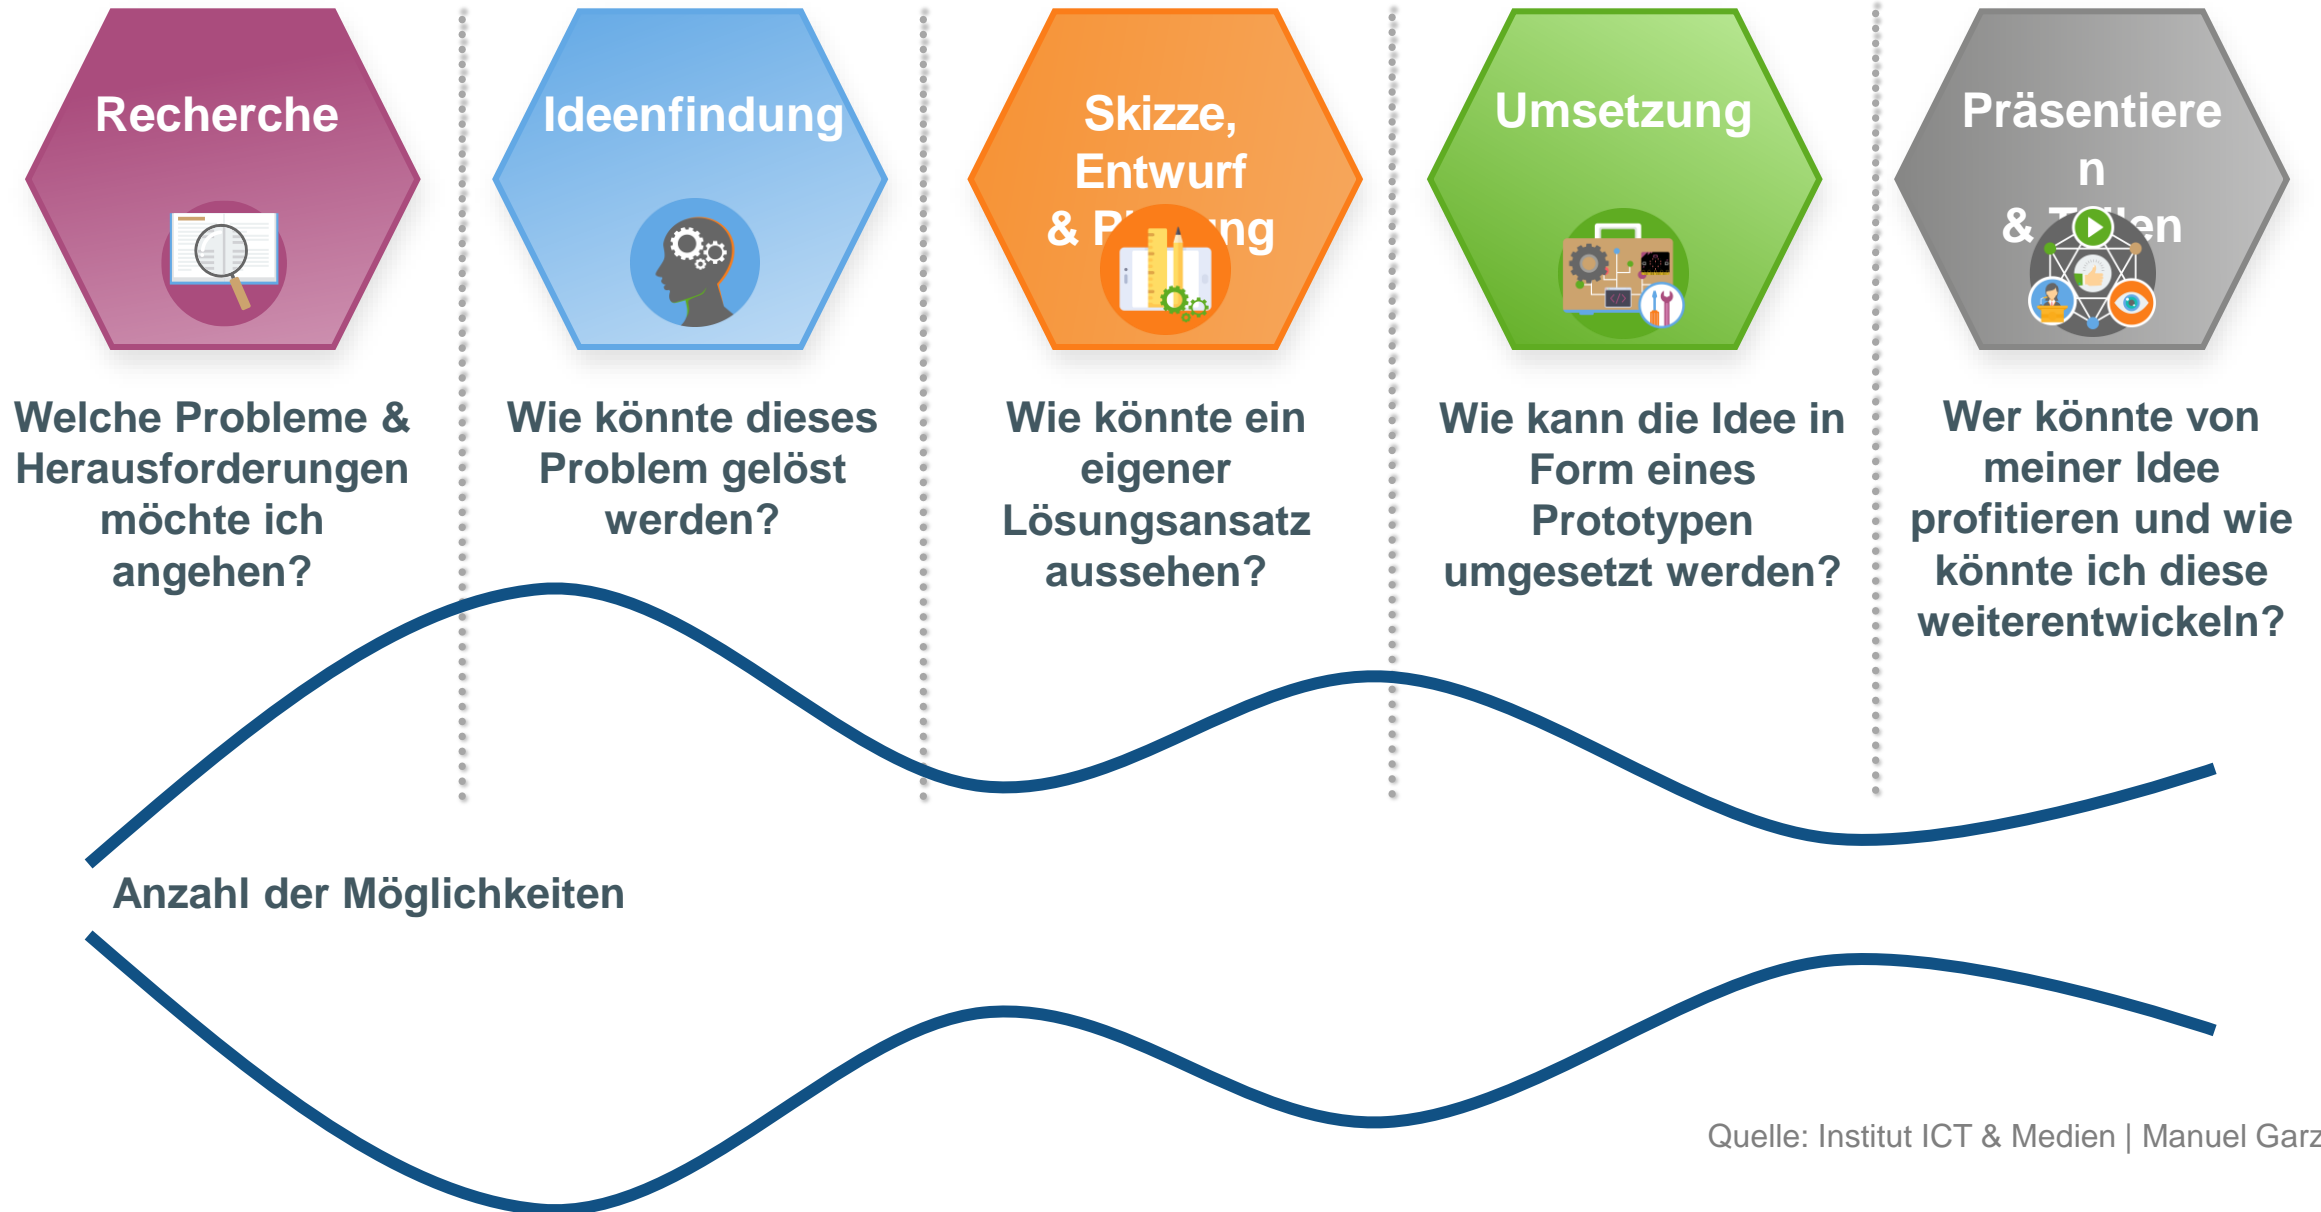 Recherche
Welche Probleme &
Herausforderungen
möchte ich
angehen?
Ideenfindung
Wie könnte dieses
Problem gelöst
werden?
Skizze,
Entwurf
&
Wie könnte ein
eigener
Lösungsansatz
aussehen?
Umsetzung
Wie kann die Idee in
Form eines
Prototypen
umgesetzt werden?
Präsentiere
n
&
Wer könnte von
meiner Idee
profitieren und wie
könnte ich diese
weiterentwickeln?
Anzahl der Möglichkeiten
Quelle: Institut ICT & Medien | Manuel Garz